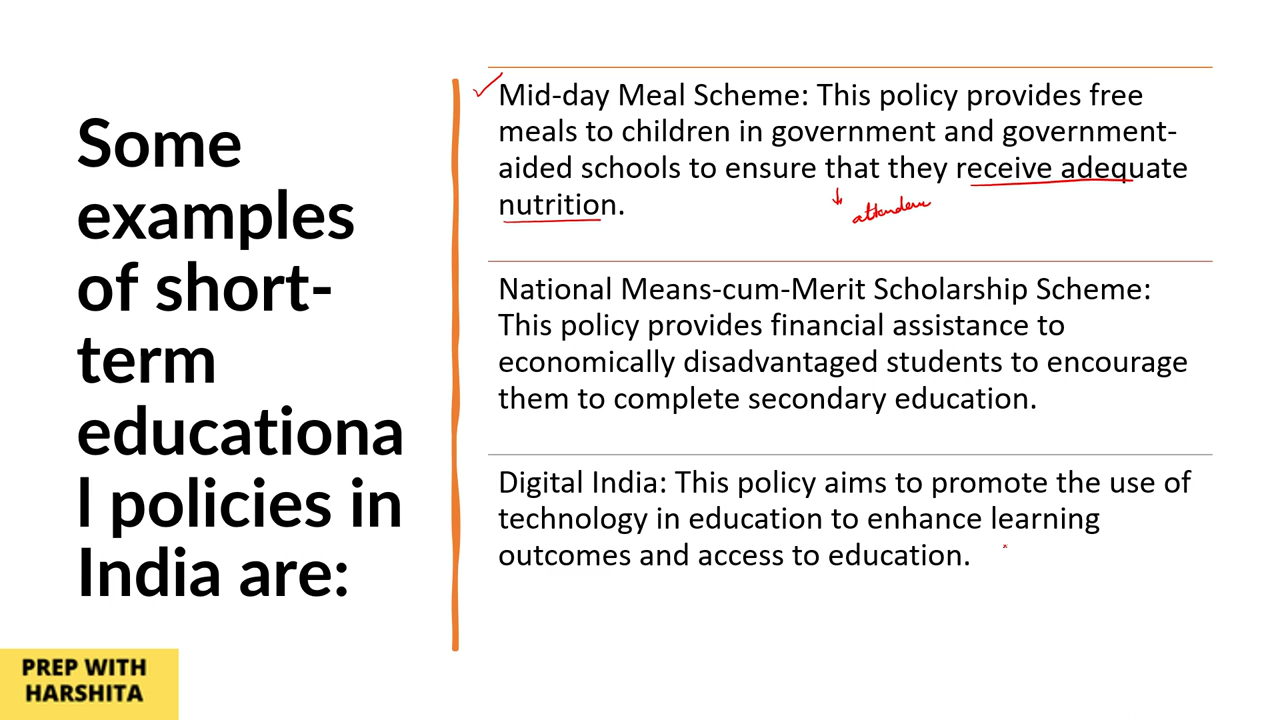 Some
examples
of short-
term
educationa
l policies in
India are:
Mid-day Meal Scheme: This policy provides free
meals to children in government and government-
aided schools to ensure that they receive adequate
nutrition.
National Means-cum-Merit Scholarship Scheme:
This policy provides financial assistance to
economically disadvantaged students to encourage
them to complete secondary education.
Digital India: This policy aims to promote the use of
technology in education to enhance learning
outcomes and access to education.
PREP WITH
HARSHITA